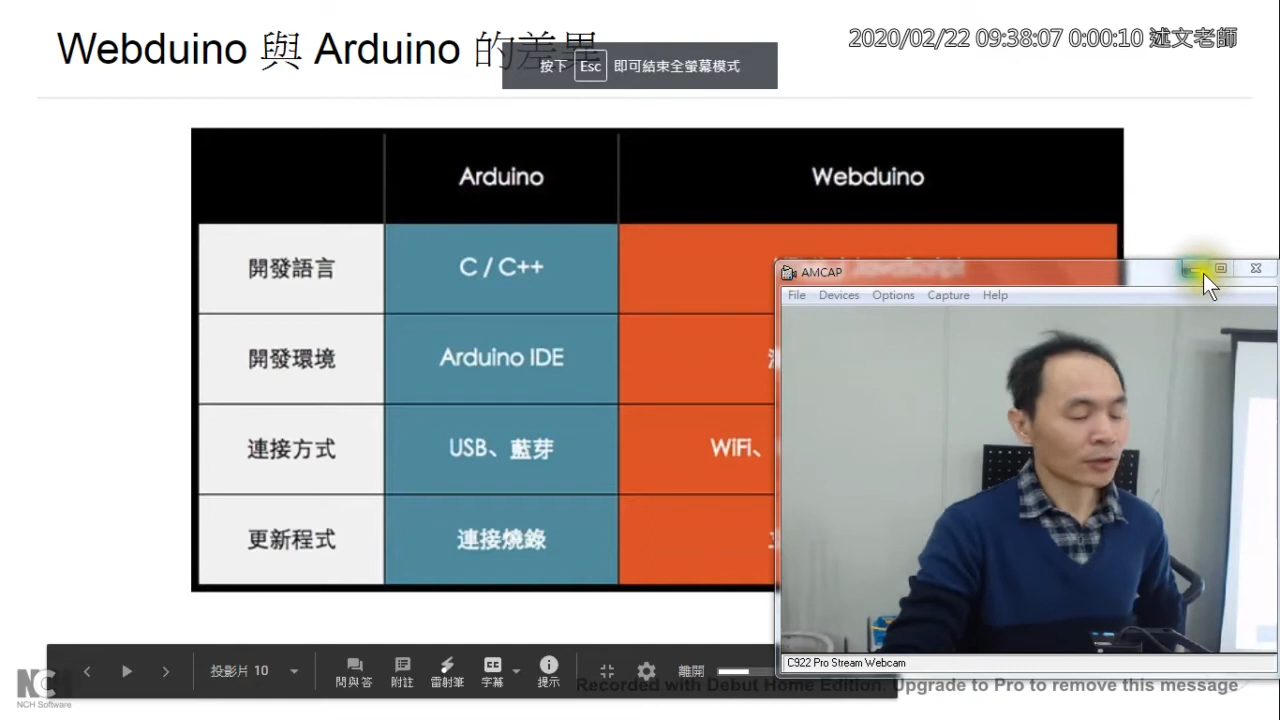 Webduino 與 Arduino 的差異
2020/02/22 09:38:07 0:00:10 述文老師
按下 Esc 即可結束全螢幕模式
Arduino Webduino
開發語言 C / C++ JavaScript
開發環境 Arduino IDE
連接方式 USB、藍芽 WiFi、
更新程式 連接燒錄
AMCAP
File Devices Options Capture Help
C922 Pro Stream Webcam
投影片 10 問與答 附註 雷射筆 CC 字幕 提示 離開
Recorded with Debut Home Edition. Upgrade to Pro to remove this message
NCH
NCH Software